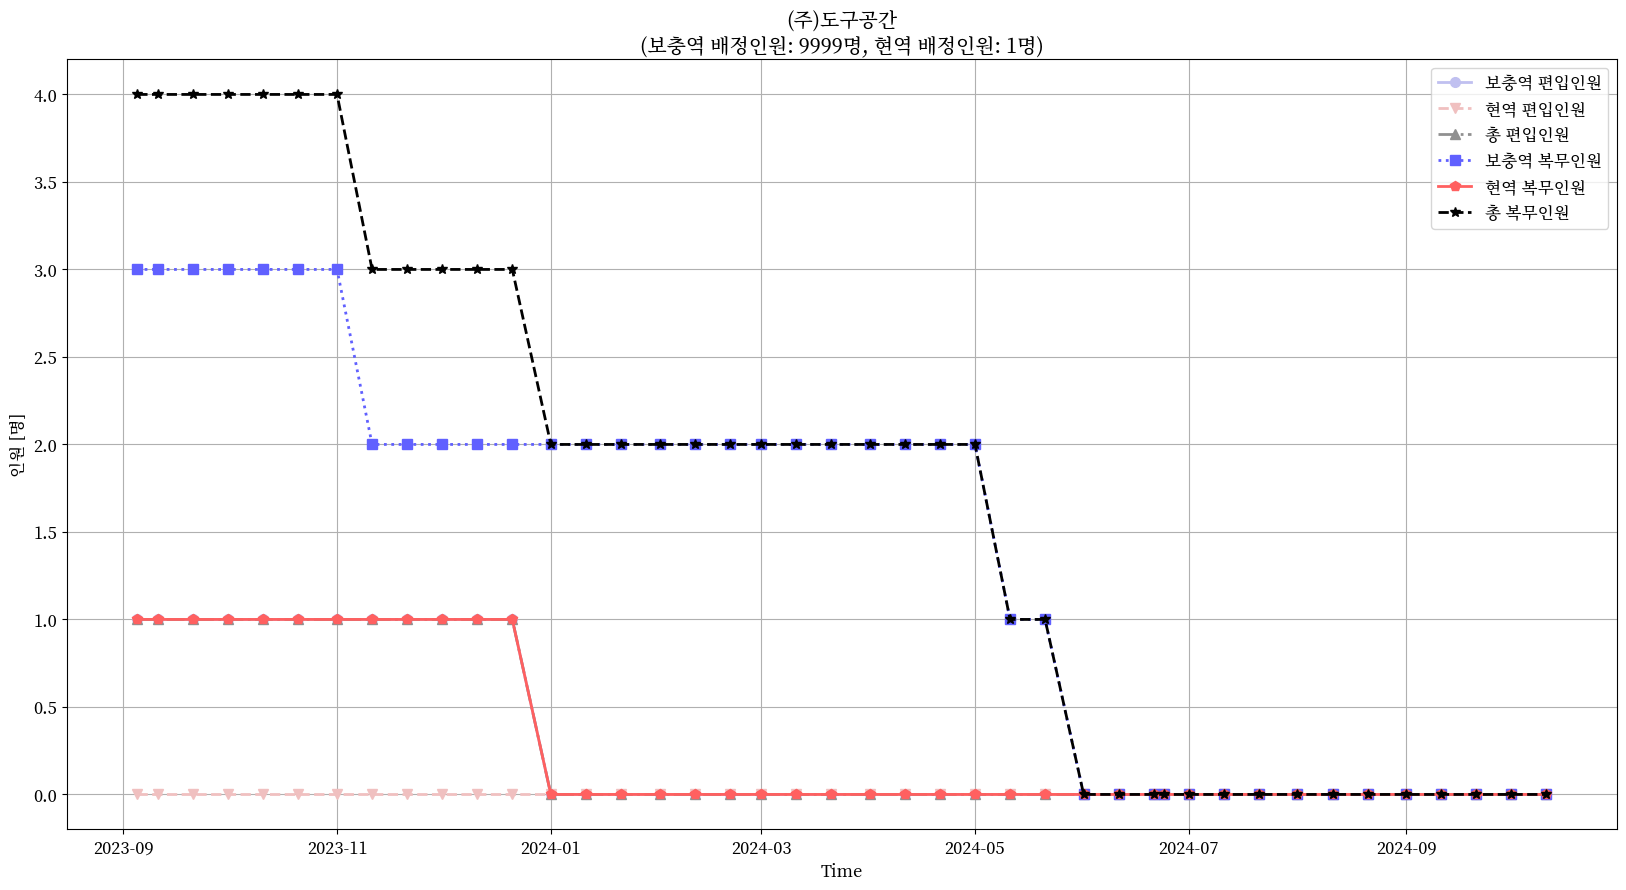 (주)도구공간
(보충역 배정인원: 9999명, 현역 배정인원: 1명)
보충역 편입인원
현역 편입인원
총 편입인원
보충역 복무인원
현역 복무인원
총 복무인원
4.0
3.5
3.0
2.5
2.0
1.5
1.0
0.5
0.0
인원 [명]
2023-09 2023-11 2024-01 2024-03 2024-05 2024-07 2024-09
Time